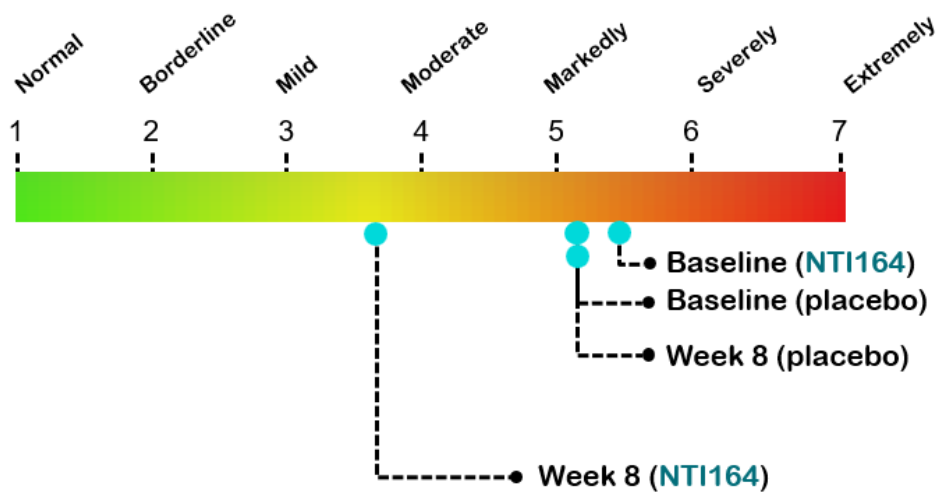 Normal
Borderline
Mild
Moderate
Markedly
Severely
Extremely
1 2 3 4 5 6 7
Baseline (NTI164)
Baseline (placebo)
Week 8 (placebo)
Week 8 (NTI164)